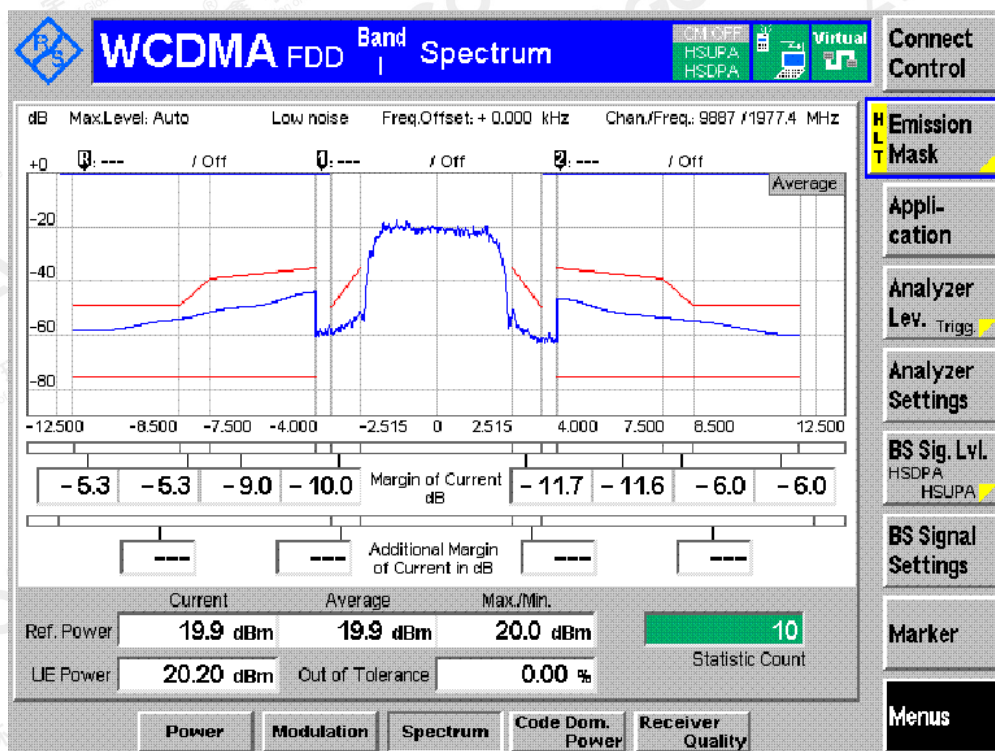 R S
WCDMA FDD Band I Spectrum
CMI OFF
HSUPA
HSDPA
Virtual
Connect Control
dB Max.Level: Auto Low noise Freq.Offset: + 0.000 kHz Chan./Freq.: 9887 / 1977.4 MHz
H L T
Emission Mask
R: --- / Off 1: --- / Off 2: --- / Off
+0
Average
-20
-40
-60
-80
-12.500 -8.500 -7.500 -4.000 -2.515 0 2.515 4.000 7.500 8.500 12.500
Appli-
cation
Analyzer
Lev. Trigg.
Analyzer
Settings
- 5.3 - 5.3 - 9.0 - 10.0 Margin of Current dB - 11.7 - 11.6 - 6.0 - 6.0
BS Sig. Lvl.
HSDPA
HSUPA
--- --- Additional Margin of Current in dB --- ---
BS Signal
Settings
Current Average Max./Min.
Ref. Power 19.9 dBm 19.9 dBm 20.0 dBm
10
Statistic Count
UE Power 20.20 dBm Out of Tolerance 0.00 %
Marker
Menus
Power Modulation Spectrum Code Dom. Power Receiver Quality